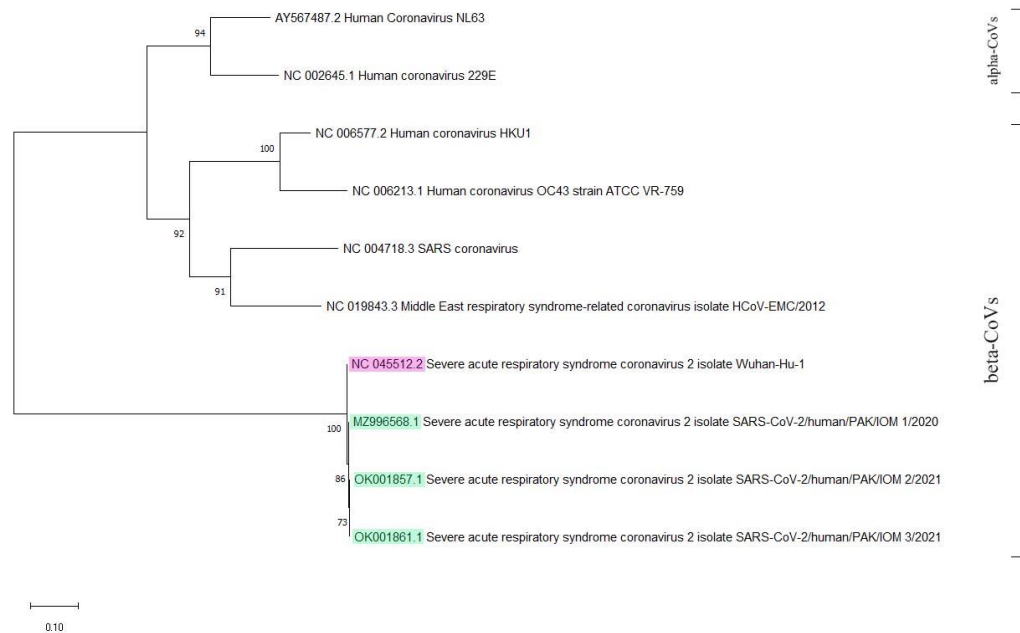 AY567487.2 Human Coronavirus NL63
94
NC 002645.1 Human coronavirus 229E
alpha-CoVs
NC 006577.2 Human coronavirus HKU1
100
NC 006213.1 Human coronavirus OC43 strain ATCC VR-759
92
NC 004718.3 SARS coronavirus
91
NC 019843.3 Middle East respiratory syndrome-related coronavirus isolate HCoV-EMC/2012
beta-CoVs
NC 045512.2 Severe acute respiratory syndrome coronavirus 2 isolate Wuhan-Hu-1
MZ996568.1 Severe acute respiratory syndrome coronavirus 2 isolate SARS-CoV-2/human/PAK/IOM 1/2020
100
OK001857.1 Severe acute respiratory syndrome coronavirus 2 isolate SARS-CoV-2/human/PAK/IOM 2/2021
86
73
OK001861.1 Severe acute respiratory syndrome coronavirus 2 isolate SARS-CoV-2/human/PAK/IOM 3/2021
0.10